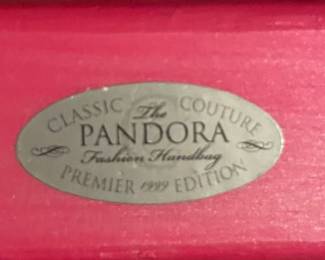 CLASSIC COUTURE
The
PANDORA
Fashion Handbag
PREMIER 1999 EDITION